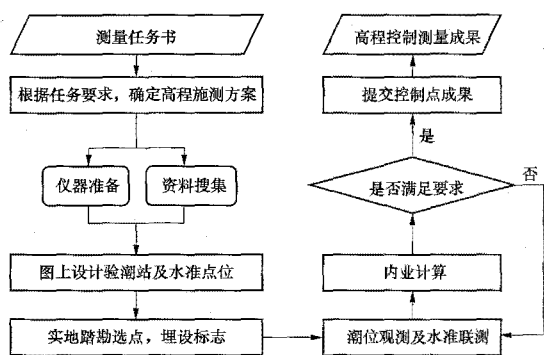 测量任务书
根据任务要求，确定高程施测方案
仪器准备
资料搜集
图上设计验潮站及水准点位
实地踏勘选点，埋设标志
潮位观测及水准联测
内业计算
是否满足要求
是
否
提交控制点成果
高程控制测量成果